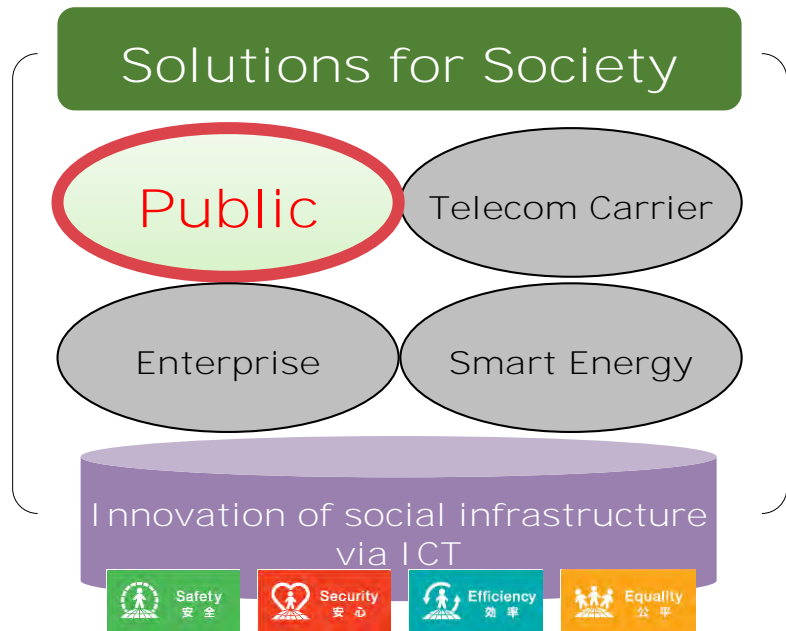 Solutions for Society
Public
Telecom Carrier
Enterprise
Smart Energy
Innovation of social infrastructure
via ICT
Safety
安全
Security
安心
Efficiency
効率
Equality
公平